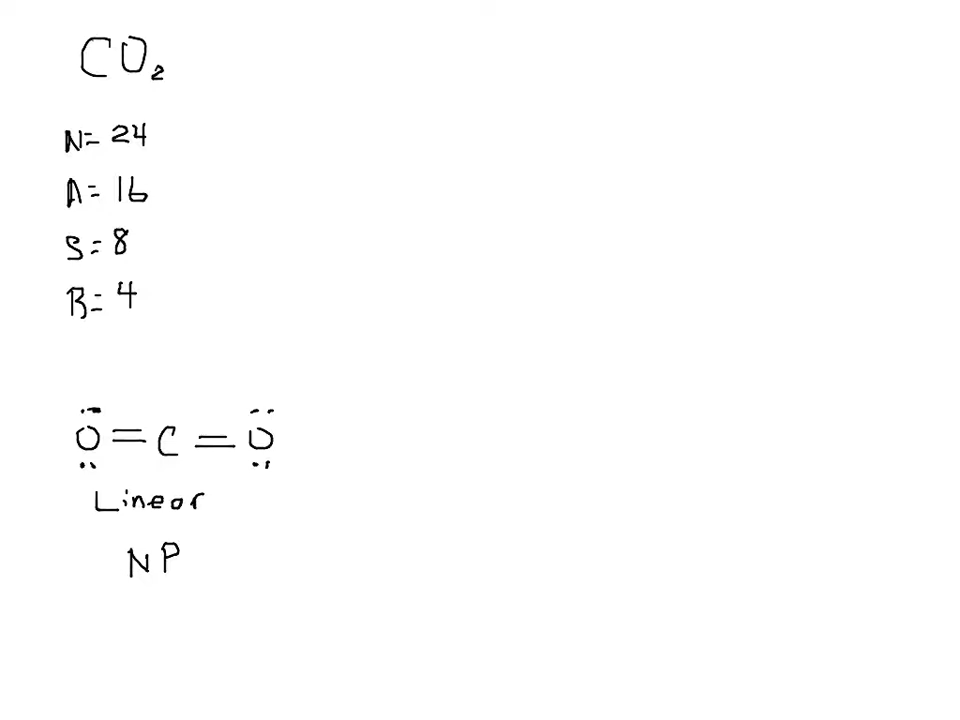 CO₂
N= 24
A= 16
S= 8
B= 4
O=C=O
Linear
NP